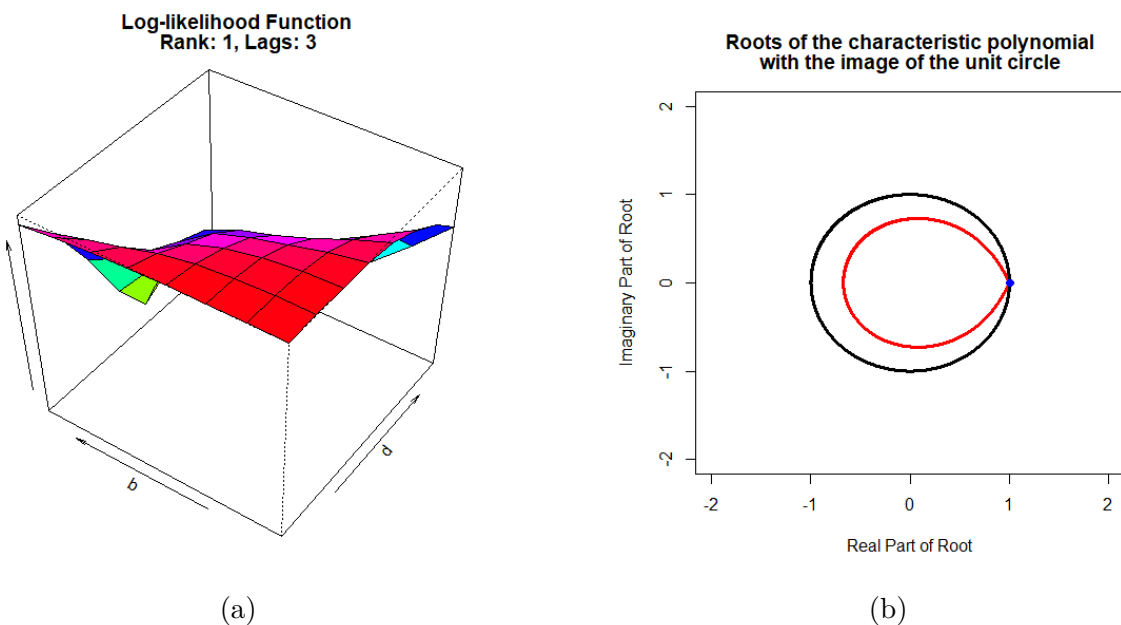 Log-likelihood Function
Rank: 1, Lags: 3
b
d
(a)
Roots of the characteristic polynomial
with the image of the unit circle
Imaginary Part of Root
2
1
0
-1
-2
-2 -1 0 1 2
Real Part of Root
(b)